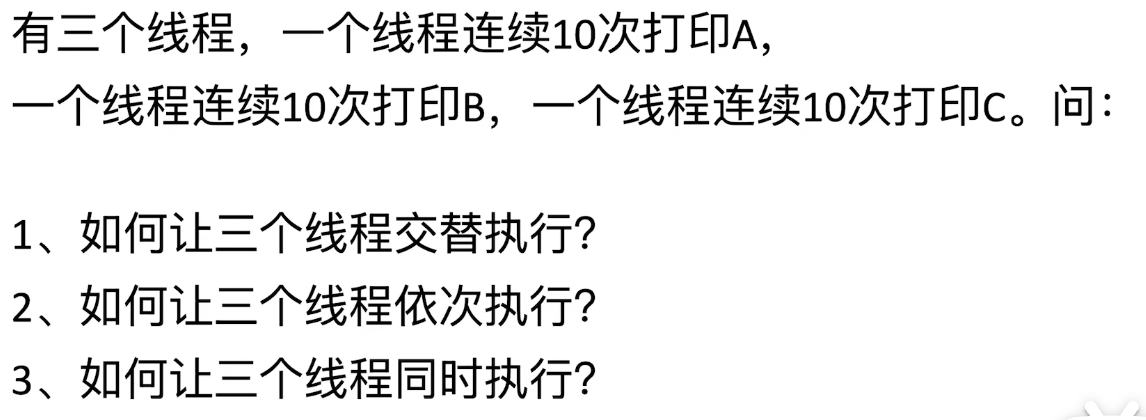 有三个线程，一个线程连续10次打印A，
一个线程连续10次打印B，一个线程连续10次打印C。问：
1、如何让三个线程交替执行？
2、如何让三个线程依次执行？
3、如何让三个线程同时执行？